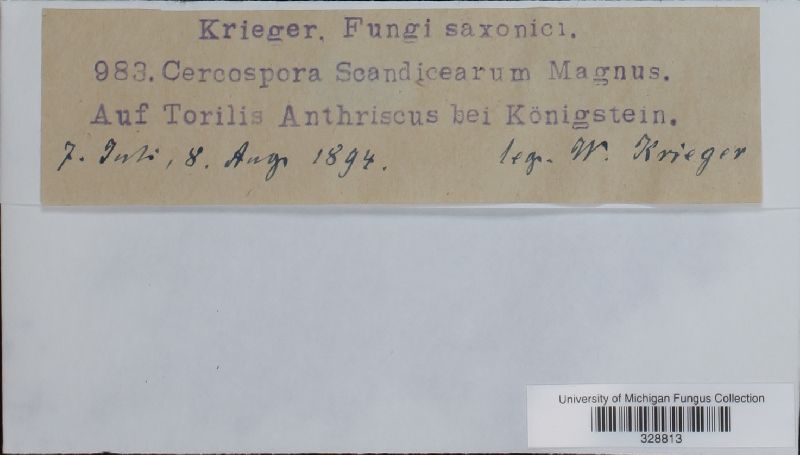 Krieger, Fungi saxonici.
983. Cercospora Scandicearum Magnus.
Auf Torilis Anthriscus bei Königstein.
7. Juli, 8. Aug. 1894. leg. W. Krieger
University of Michigan Fungus Collection
328813